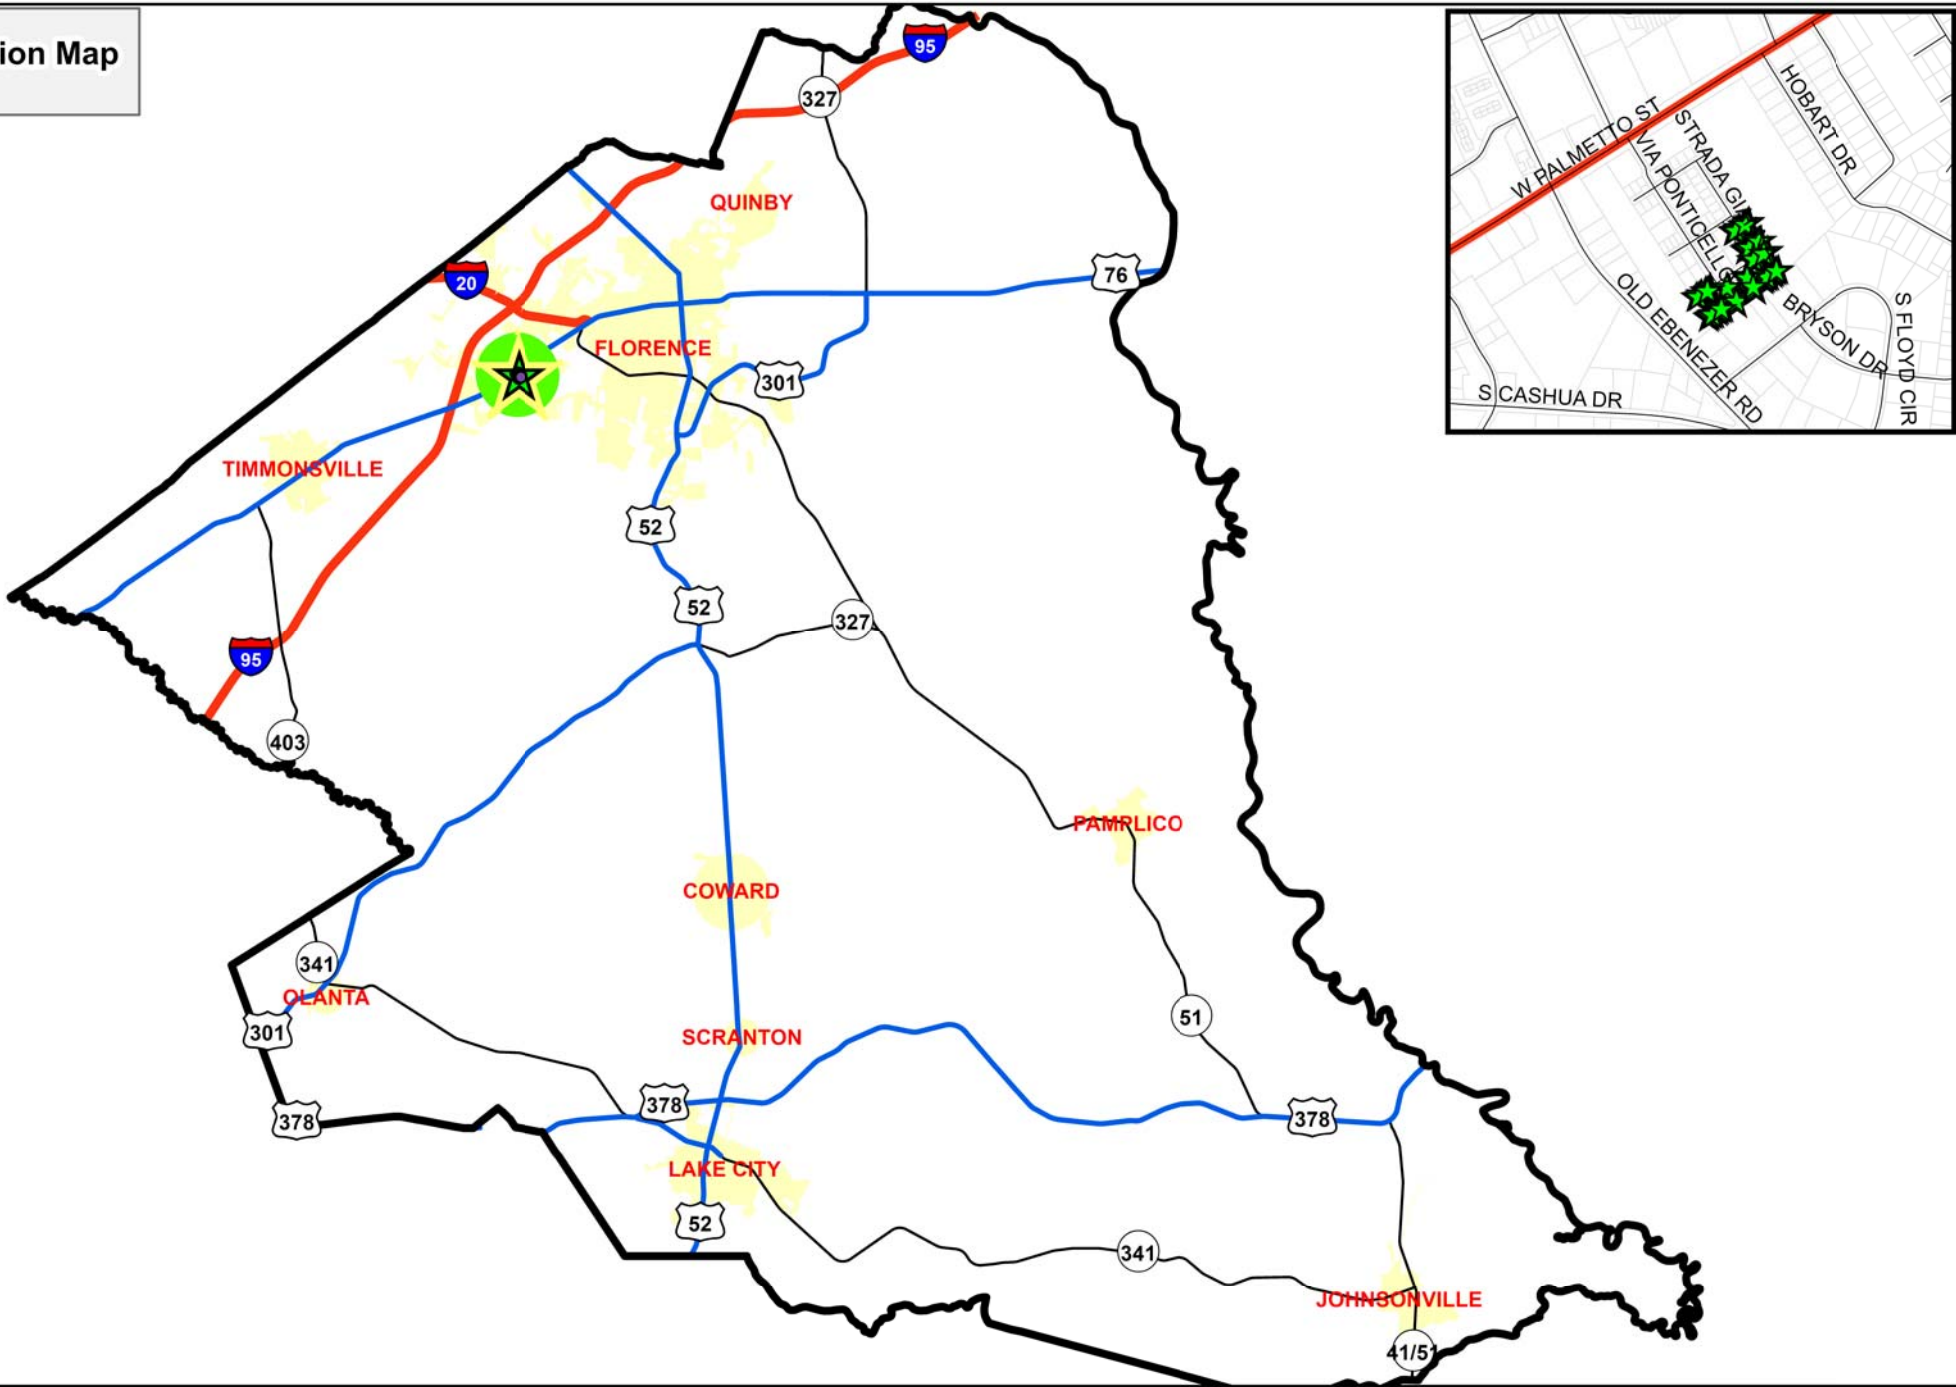 ion Map
95
327
QUINBY
20
76
FLORENCE
301
TIMMONSVILLE
52
52
327
95
403
PAMPLICO
COWARD
341
OLANTA
301
51
SCRANTON
378
378
378
LAKE CITY
52
341
JOHNSONVILLE
41/51
HOBART DR
W PALMETTO ST
STRADA GI
VIA PONTICELLO
OLD EBENEZER RD
BRYSON DR
S FLOYD CIR
S CASHUA DR